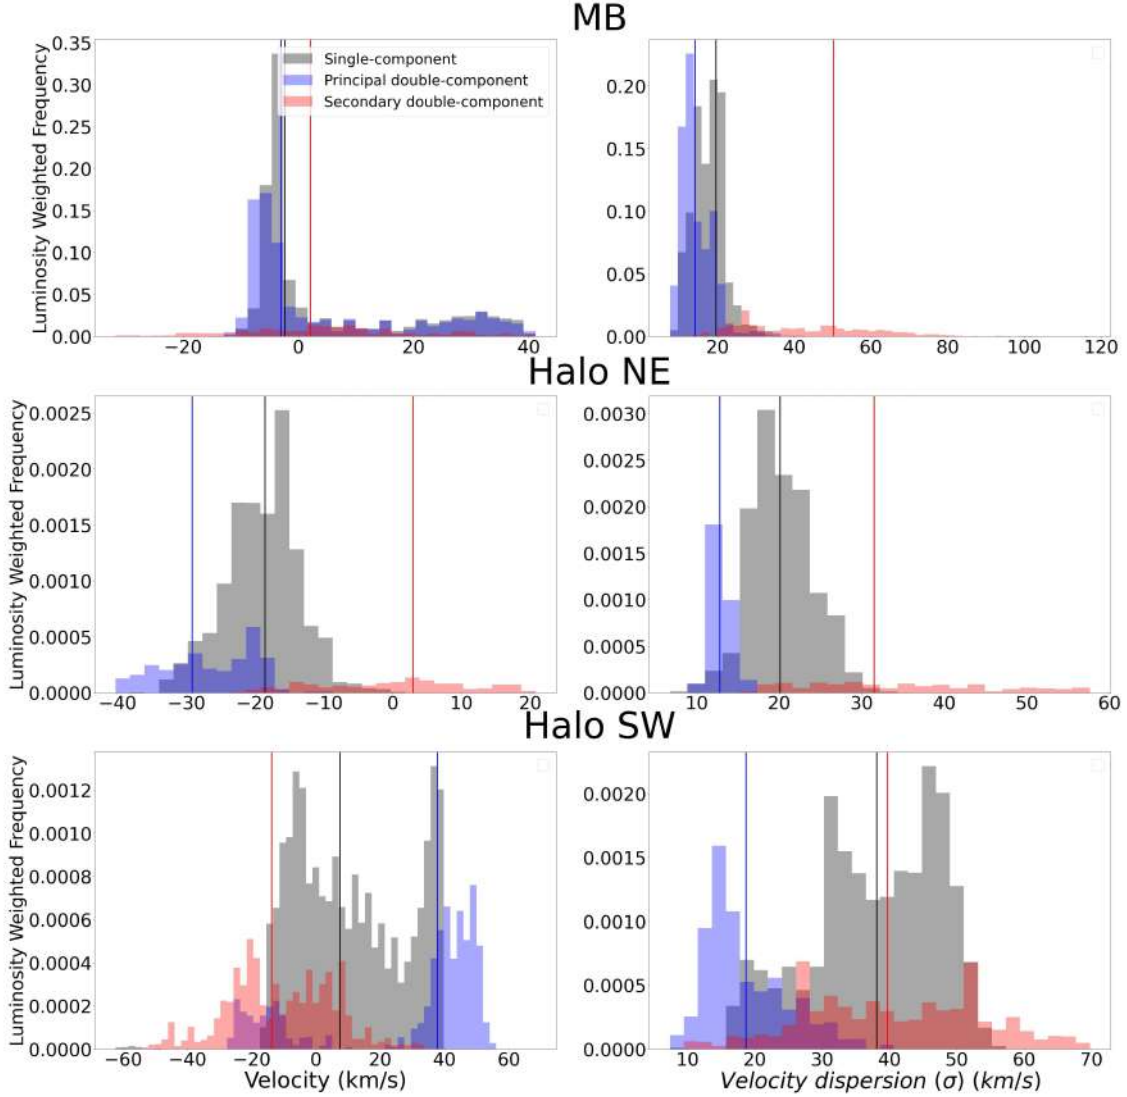 MB
Luminosity Weighted Frequency
0.35
0.30
0.25
0.20
0.15
0.10
0.05
0.00
Single-component
Principal double-component
Secondary double-component
−20 0 20 40
0.20
0.15
0.10
0.05
0.00
20 40 60 80 100 120
Halo NE
Luminosity Weighted Frequency
0.0025
0.0020
0.0015
0.0010
0.0005
0.0000
−40 −30 −20 −10 0 10 20
0.0030
0.0025
0.0020
0.0015
0.0010
0.0005
0.0000
10 20 30 40 50 60
Halo SW
Luminosity Weighted Frequency
0.0012
0.0010
0.0008
0.0006
0.0004
0.0002
0.0000
−60 −40 −20 0 20 40 60
Velocity (km/s)
0.0020
0.0015
0.0010
0.0005
0.0000
10 20 30 40 50 60 70
Velocity dispersion (σ) (km/s)